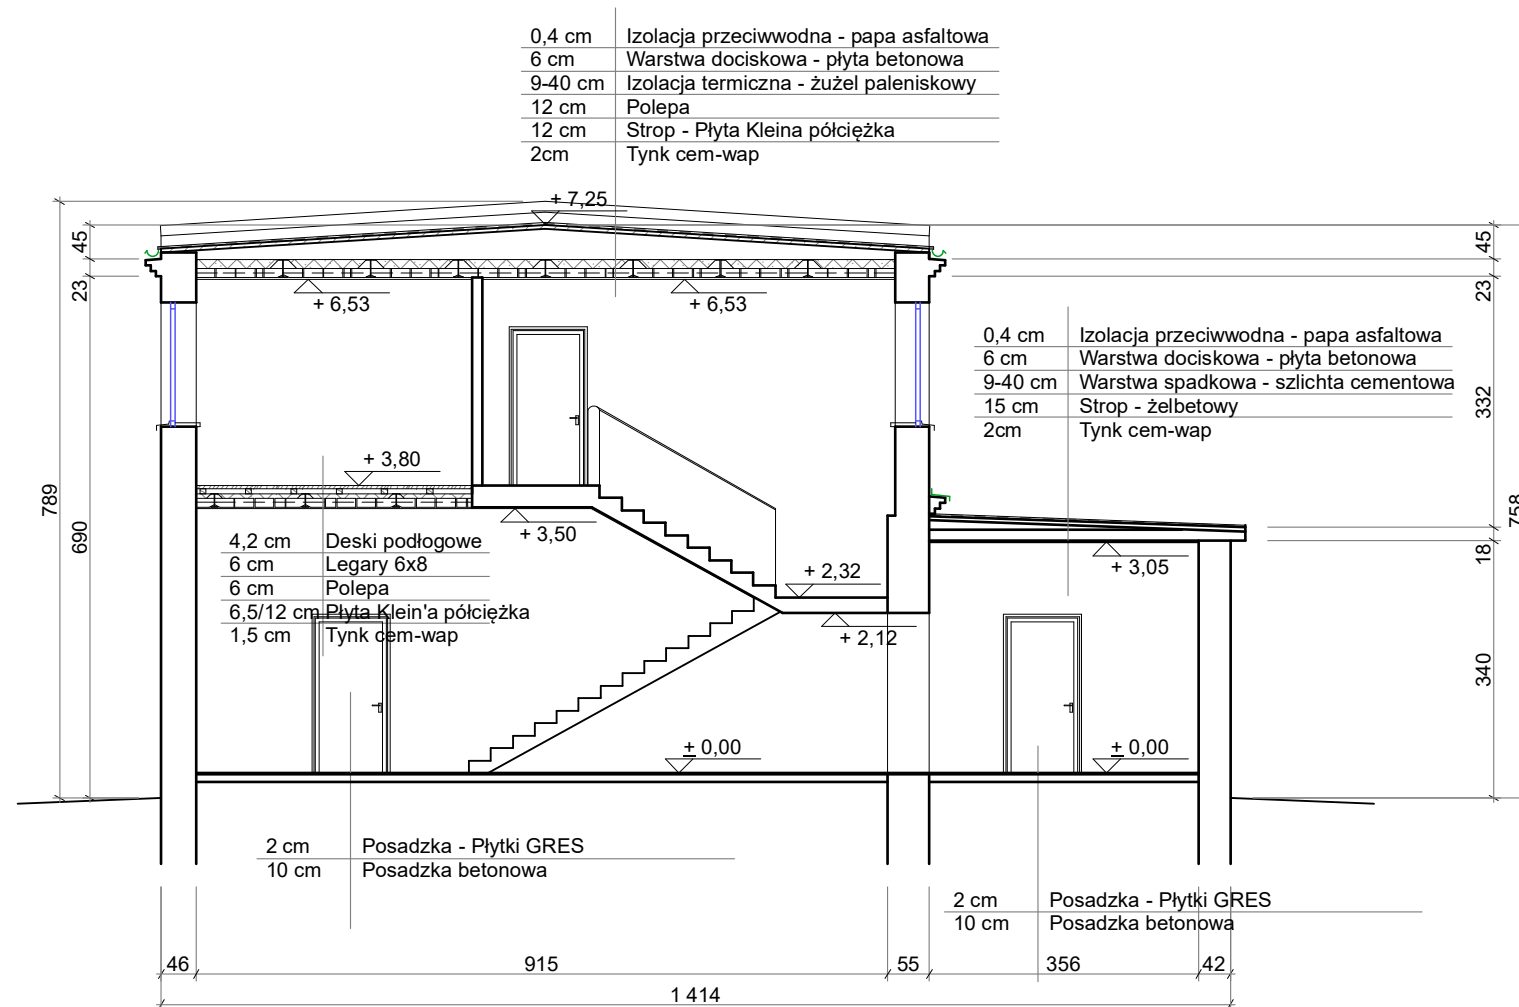 0,4 cm Izolacja przeciwwodna - papa asfaltowa
6 cm Warstwa dociskowa - płyta betonowa
9-40 cm Izolacja termiczna - żużel paleniskowy
12 cm Polepa
12 cm Strop - Płyta Kleina półciężka
2cm Tynk cem-wap
+ 7,25
45
45
23
23
+ 6,53
+ 6,53
0,4 cm Izolacja przeciwwodna - papa asfaltowa
6 cm Warstwa dociskowa - płyta betonowa
9-40 cm Warstwa spadkowa - szlichta cementowa
15 cm Strop - żelbetowy
2cm Tynk cem-wap
332
+ 3,80
789
690
758
+ 3,50
4,2 cm Deski podłogowe
6 cm Legary 6x8
6 cm Polepa
6,5/12 cm Płyta Klein'a półciężka
1,5 cm Tynk cem-wap
+ 2,32
+ 2,12
+ 3,05
18
340
± 0,00
± 0,00
2 cm Posadzka - Płytki GRES
10 cm Posadzka betonowa
2 cm Posadzka - Płytki GRES
10 cm Posadzka betonowa
46 915 55 356 42
1 414